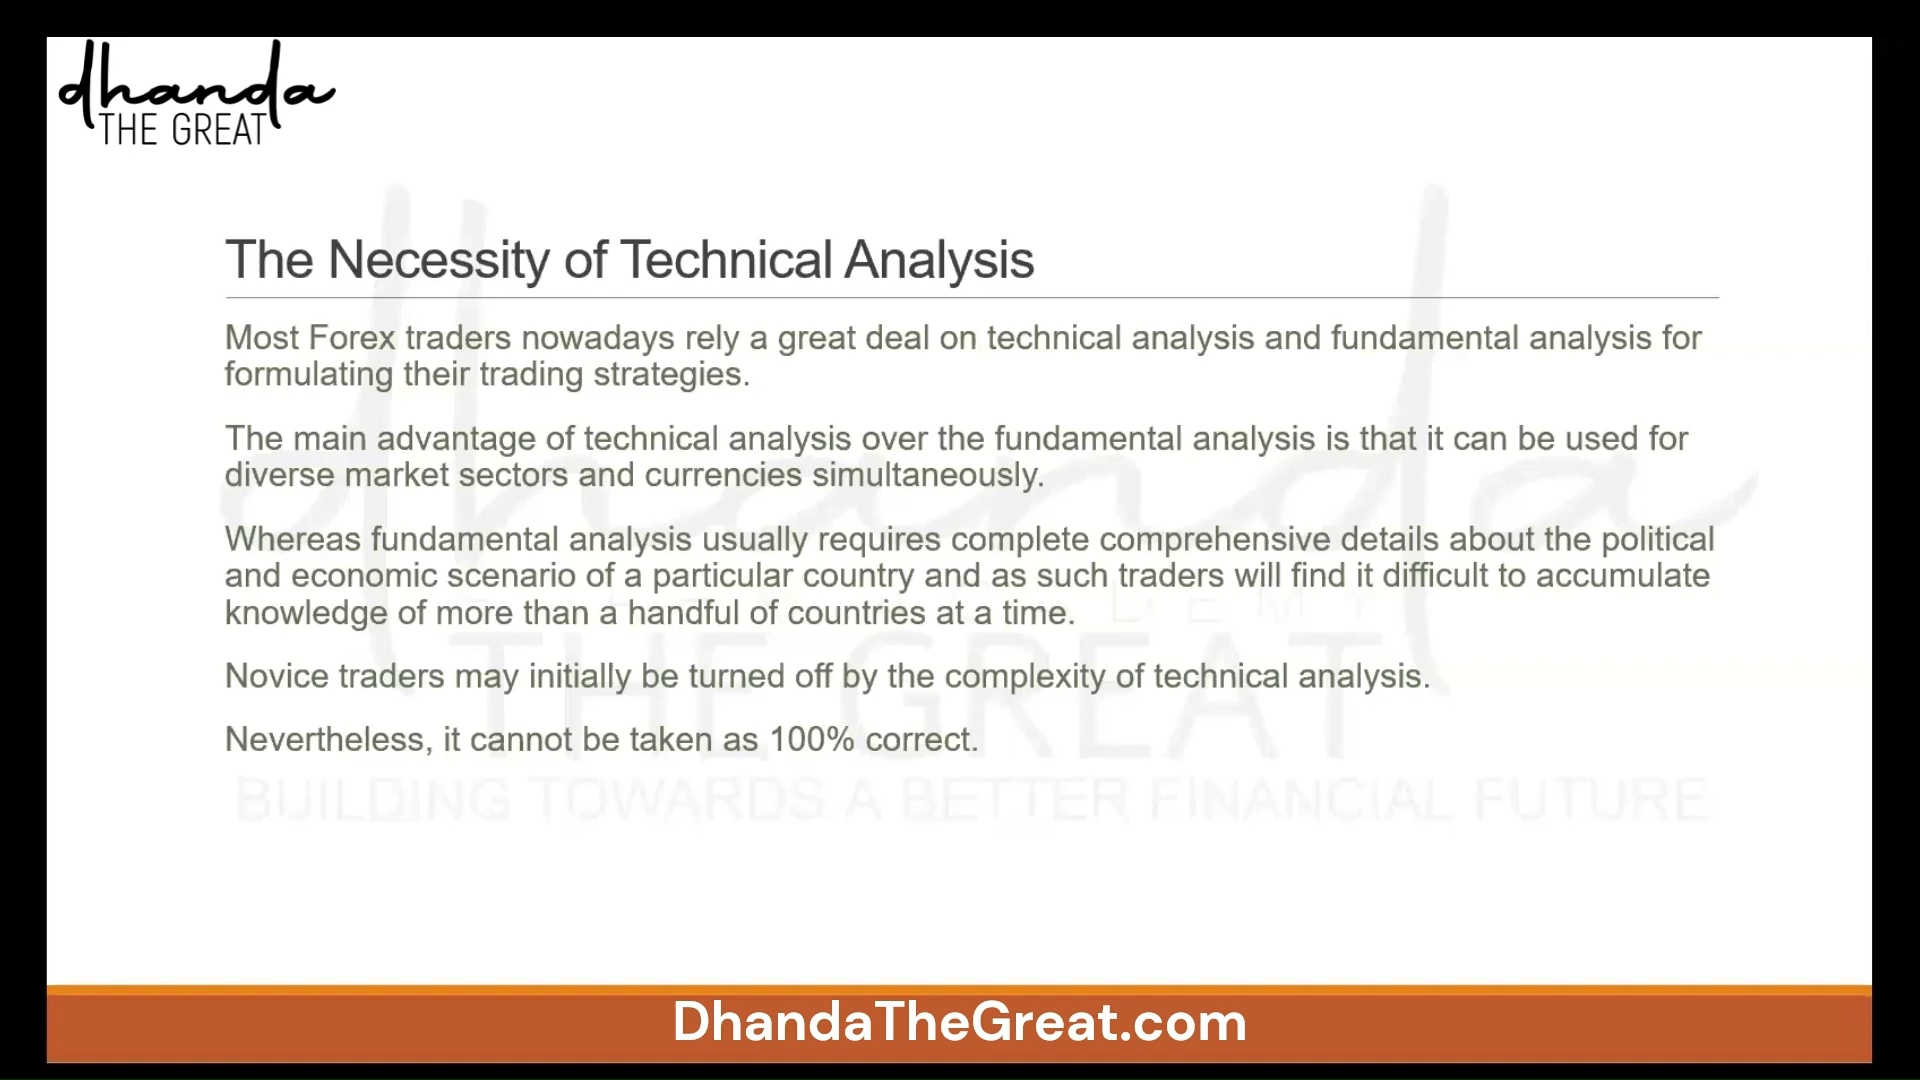 dhanda
THE GREAT
The Necessity of Technical Analysis
Most Forex traders nowadays rely a great deal on technical analysis and fundamental analysis for
formulating their trading strategies.
The main advantage of technical analysis over the fundamental analysis is that it can be used for
diverse market sectors and currencies simultaneously.
Whereas fundamental analysis usually requires complete comprehensive details about the political
and economic scenario of a particular country and as such traders will find it difficult to accumulate
knowledge of more than a handful of countries at a time.
Novice traders may initially be turned off by the complexity of technical analysis.
Nevertheless, it cannot be taken as 100% correct.
dhanda
THE GREAT
BUILDING TOWARDS A BETTER FINANCIAL FUTURE
DhandaTheGreat.com